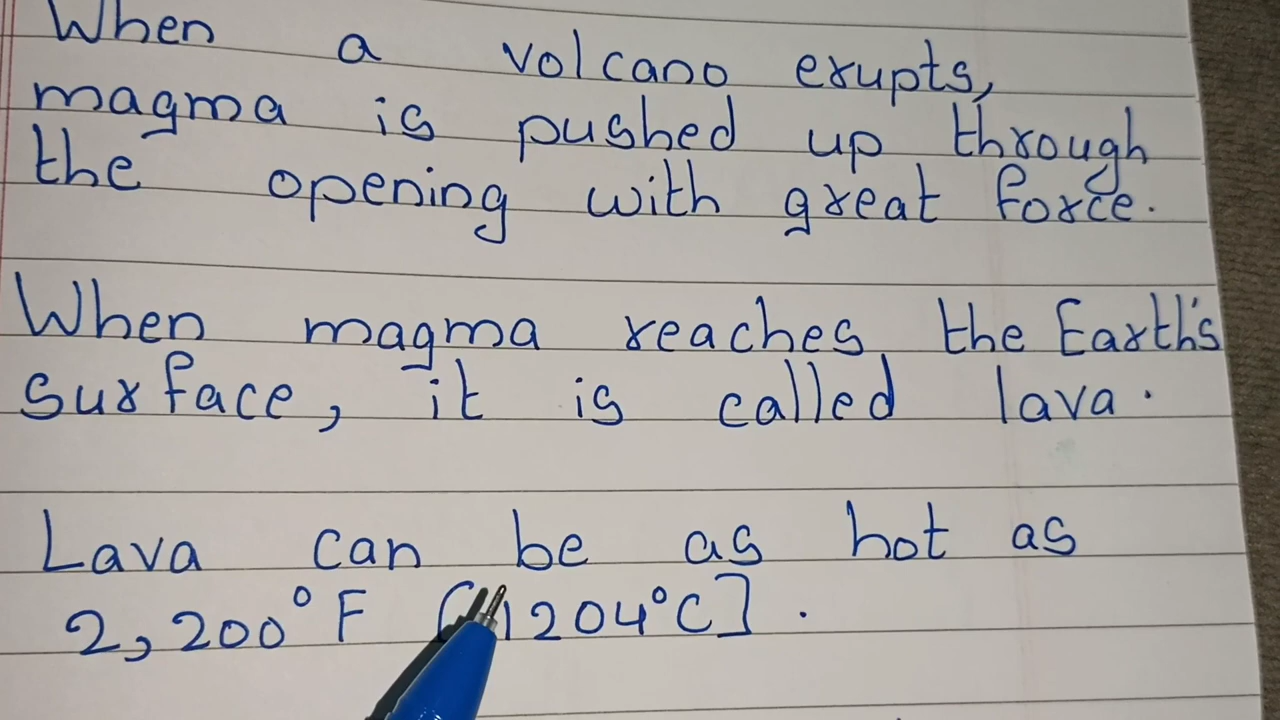 When a volcano erupts,
magma is pushed up through
the opening with great force.
When magma reaches the Earth's
surface, it is called lava.
Lava can be as hot as
2,200°F [1204°C].